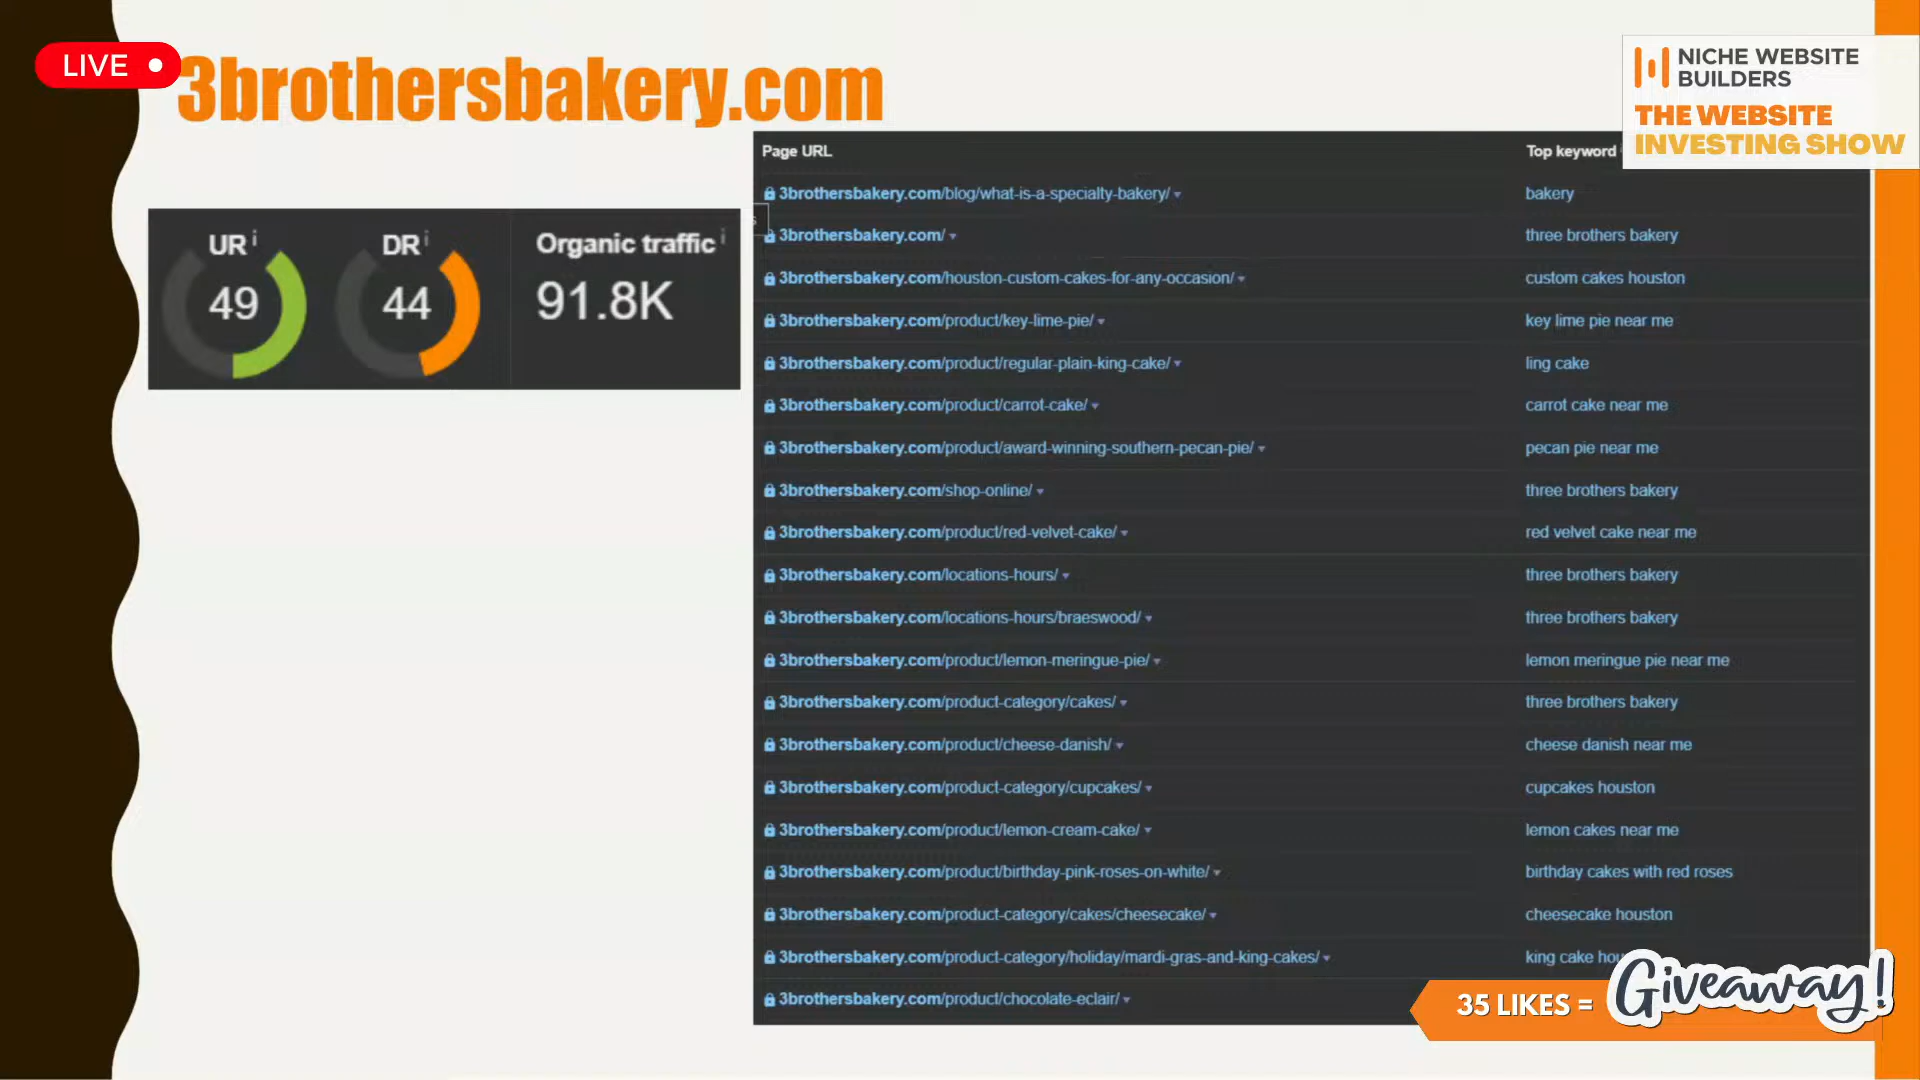 LIVE
3brothersbakery.com
NICHE WEBSITE
BUILDERS
THE WEBSITE
INVESTING SHOW
UR i
49
DR i
44
Organic traffic i
91.8K
Page URL Top keyword
3brothersbakery.com/blog/what-is-a-specialty-bakery/ bakery
3brothersbakery.com/ three brothers bakery
3brothersbakery.com/houston-custom-cakes-for-any-occasion/ custom cakes houston
3brothersbakery.com/product/key-lime-pie/ key lime pie near me
3brothersbakery.com/product/regular-plain-king-cake/ ling cake
3brothersbakery.com/product/carrot-cake/ carrot cake near me
3brothersbakery.com/product/award-winning-southern-pecan-pie/ pecan pie near me
3brothersbakery.com/shop-online/ three brothers bakery
3brothersbakery.com/product/red-velvet-cake/ red velvet cake near me
3brothersbakery.com/locations-hours/ three brothers bakery
3brothersbakery.com/locations-hours/braeswood/ three brothers bakery
3brothersbakery.com/product/lemon-meringue-pie/ lemon meringue pie near me
3brothersbakery.com/product-category/cakes/ three brothers bakery
3brothersbakery.com/product/cheese-danish/ cheese danish near me
3brothersbakery.com/product-category/cupcakes/ cupcakes houston
3brothersbakery.com/product/lemon-cream-cake/ lemon cakes near me
3brothersbakery.com/product/birthday-pink-roses-on-white/ birthday cakes with red roses
3brothersbakery.com/product-category/cakes/cheesecake/ cheesecake houston
3brothersbakery.com/product-category/holiday/mardi-gras-and-king-cakes/ king cake hou
3brothersbakery.com/product/chocolate-eclair/
35 LIKES = Giveaway!